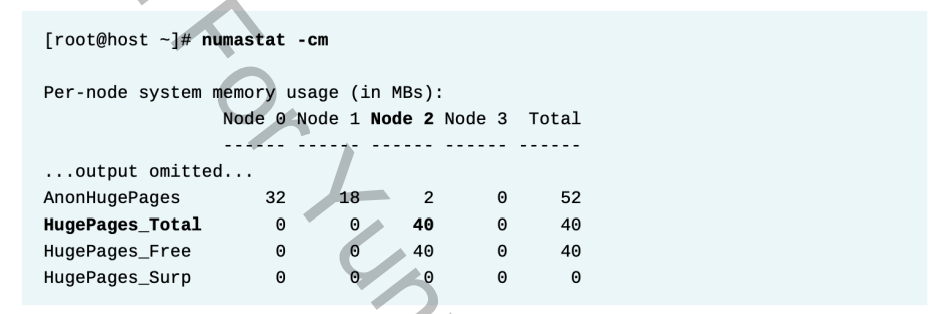 [root@host ~]# numastat -cm
Per-node system memory usage (in MBs):
Node 0 Node 1 Node 2 Node 3 Total
------ ------ ------ ------ ------
...output omitted...
AnonHugePages 32 18 2 0 52
HugePages_Total 0 0 40 0 40
HugePages_Free 0 0 40 0 40
HugePages_Surp 0 0 0 0 0
For Yun